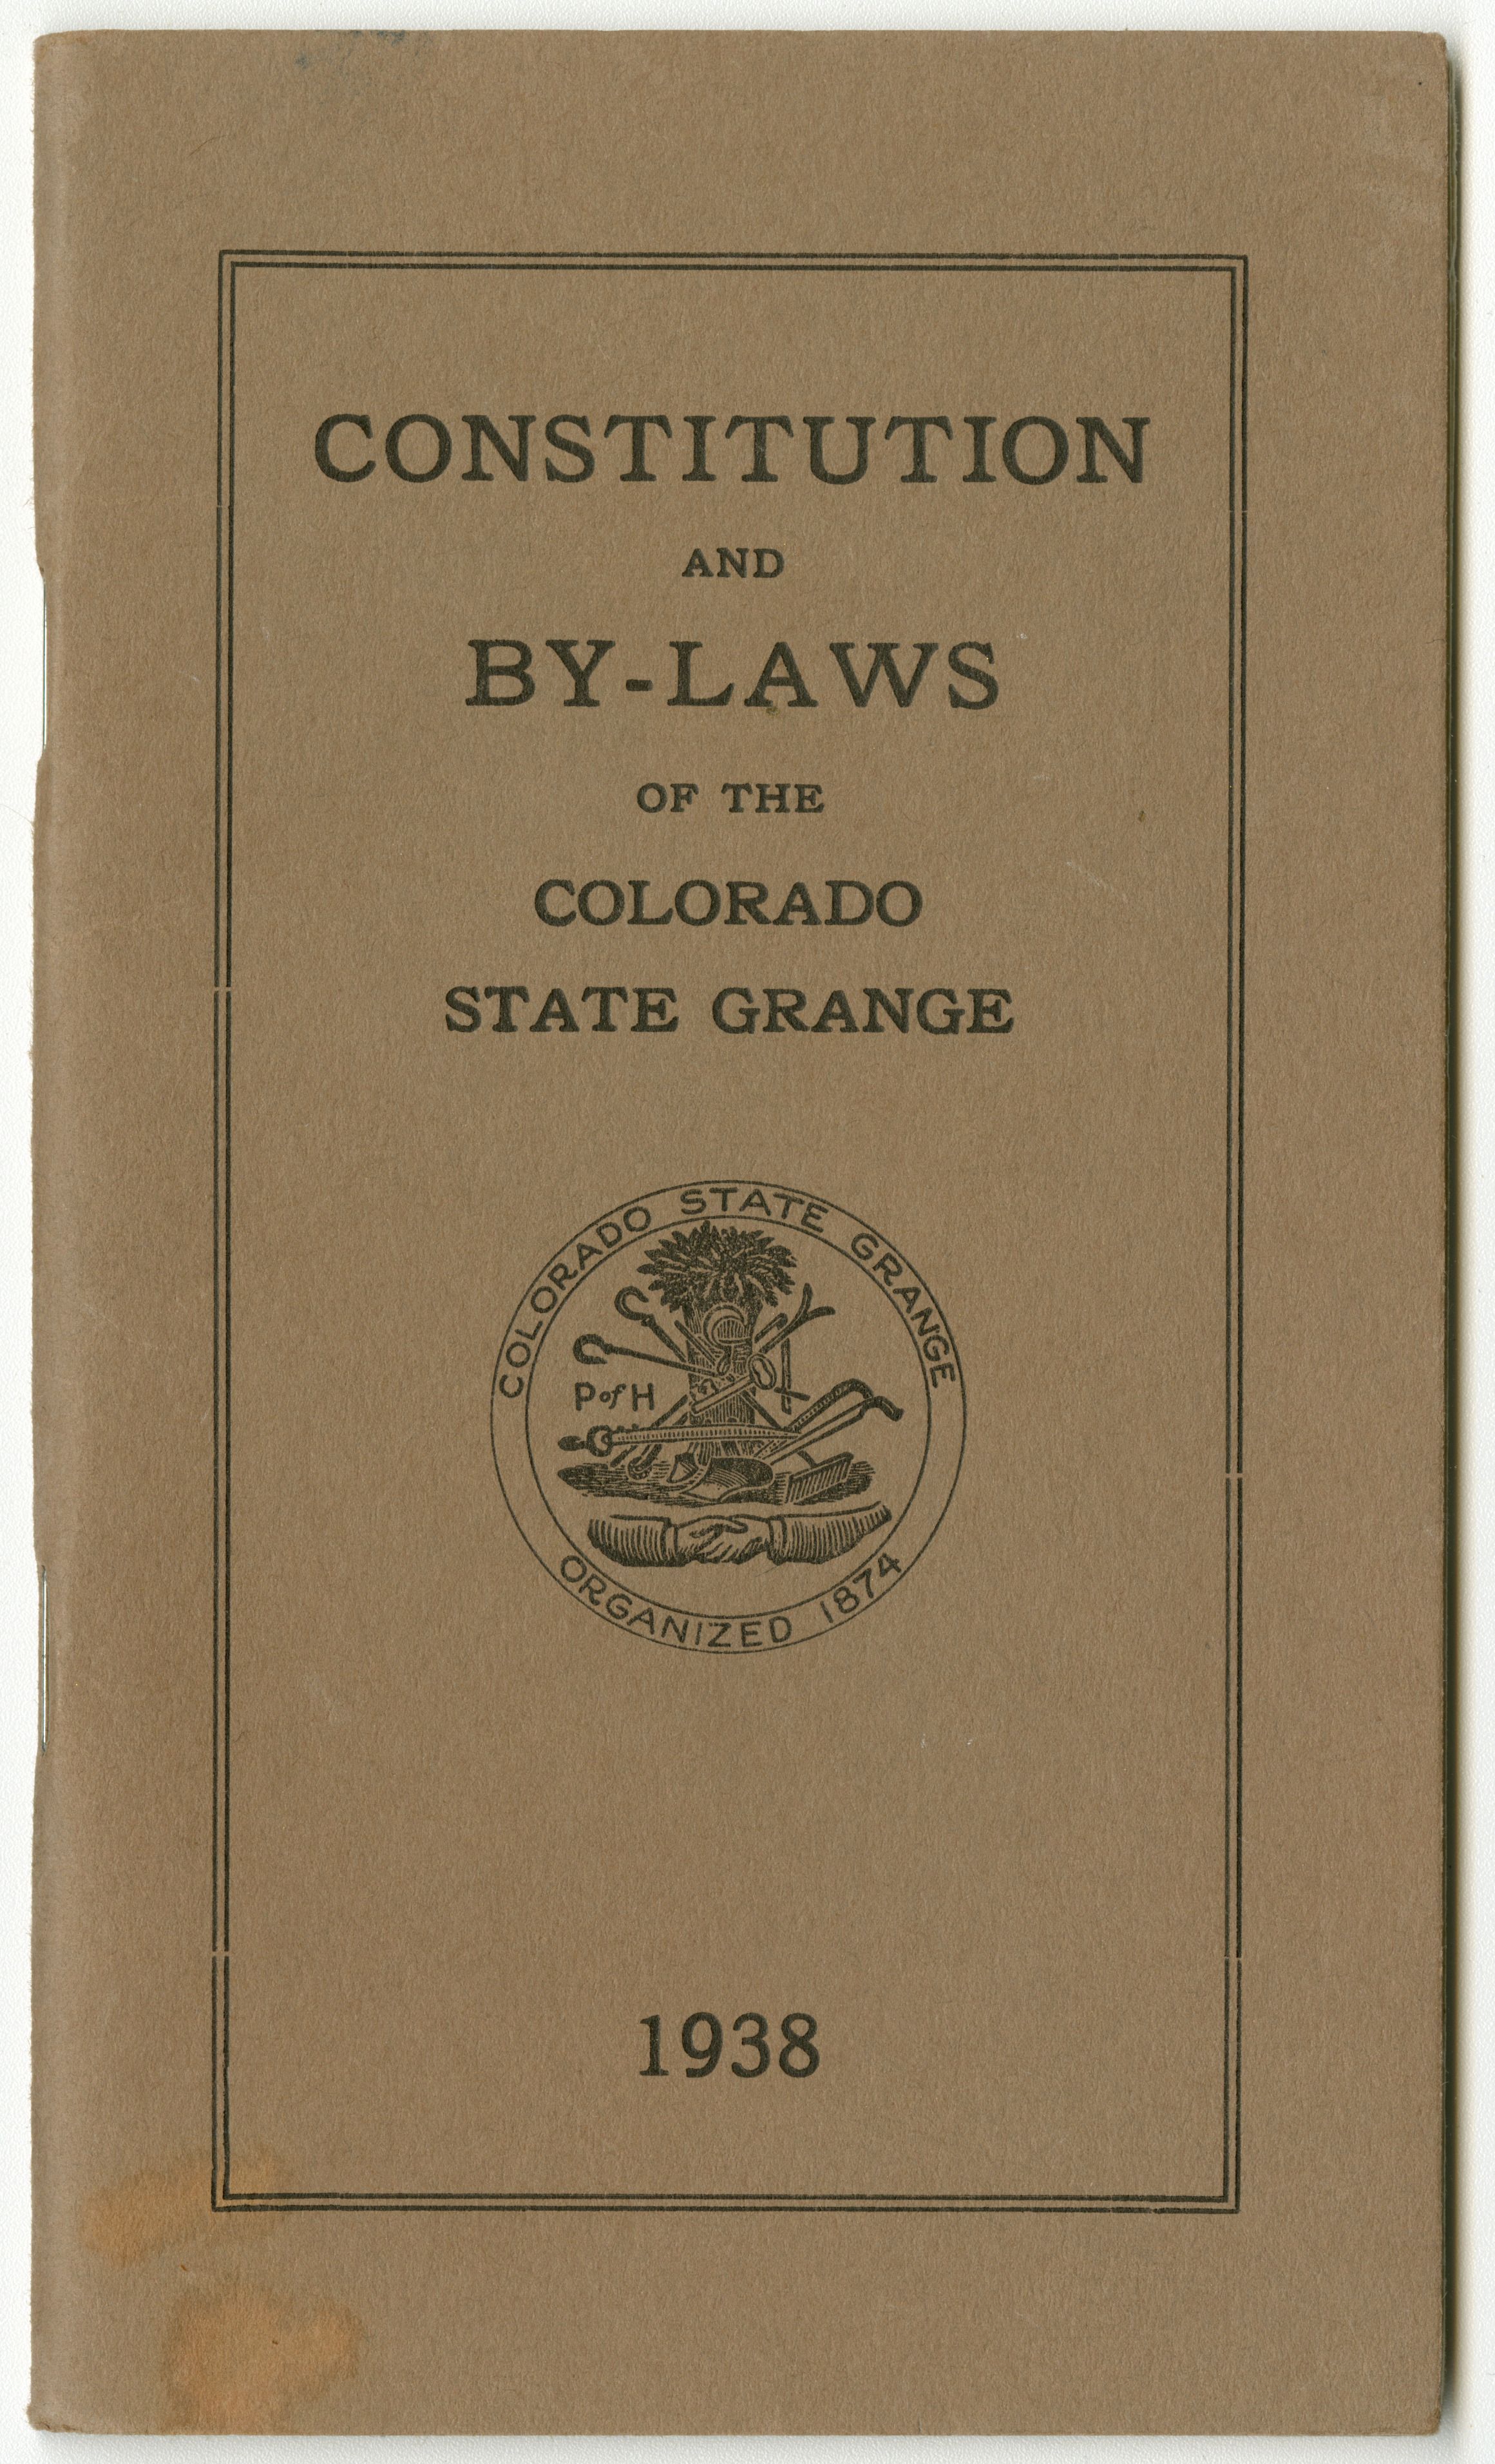 CONSTITUTION
AND
BY-LAWS
OF THE
COLORADO
STATE GRANGE
COLORADO STATE GRANGE
P of H
ORGANIZED 1874
1938